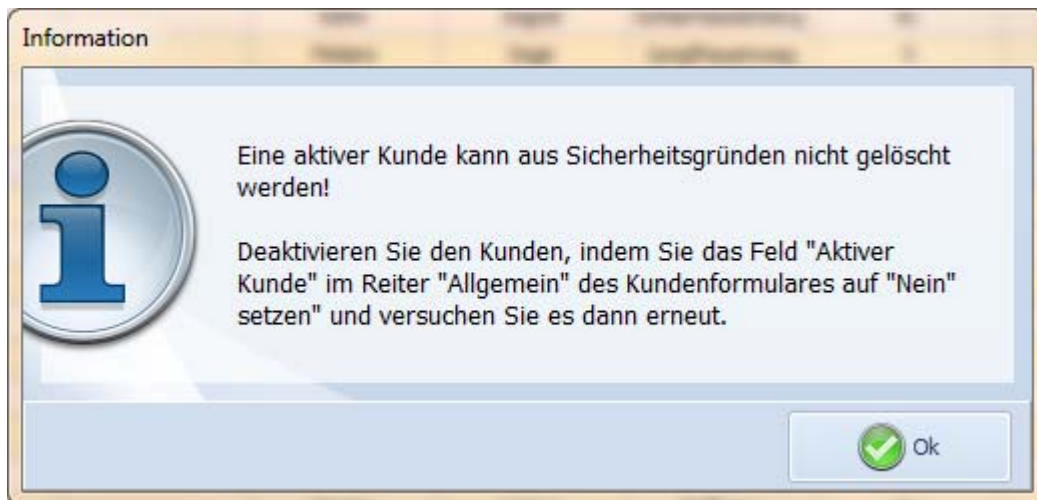 Information
Eine aktiver Kunde kann aus Sicherheitsgründen nicht gelöscht
werden!
Deaktivieren Sie den Kunden, indem Sie das Feld "Aktiver
Kunde" im Reiter "Allgemein" des Kundenformulares auf "Nein"
setzen" und versuchen Sie es dann erneut.
Ok